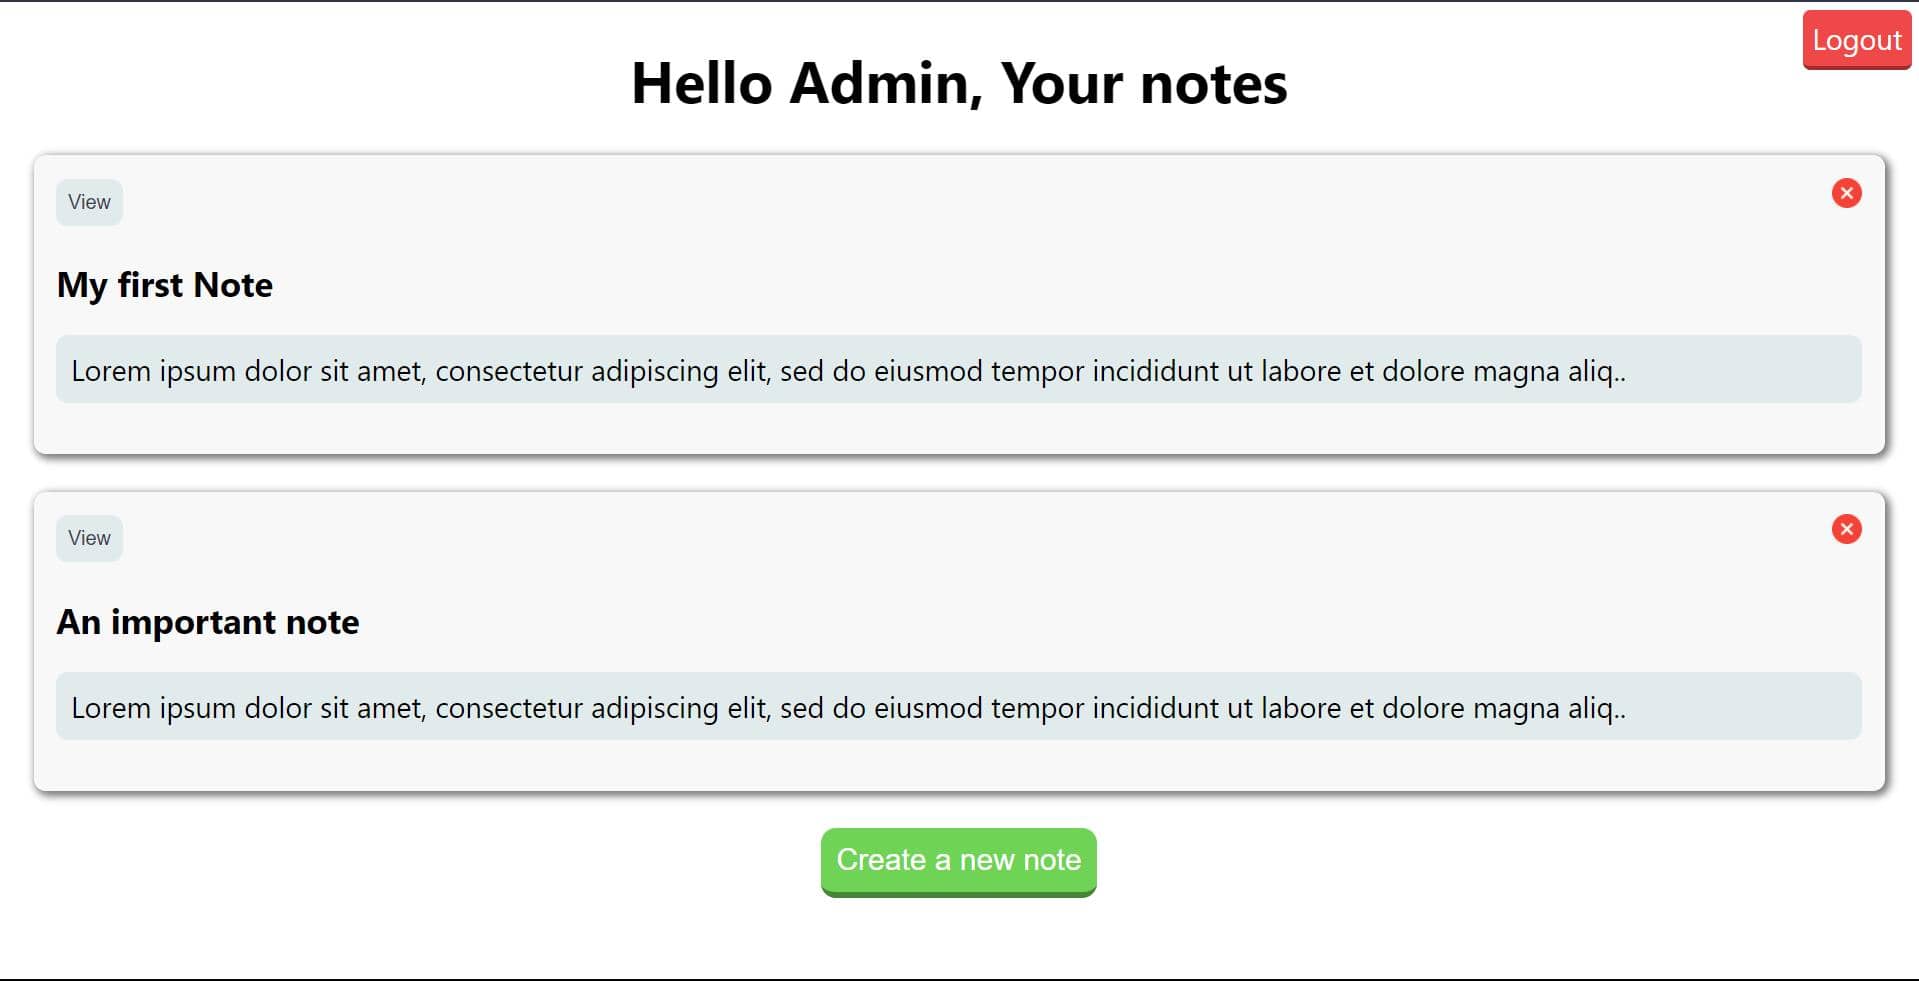 Logout
Hello Admin, Your notes
View
My first Note
Lorem ipsum dolor sit amet, consectetur adipiscing elit, sed do eiusmod tempor incididunt ut labore et dolore magna aliq..
View
An important note
Lorem ipsum dolor sit amet, consectetur adipiscing elit, sed do eiusmod tempor incididunt ut labore et dolore magna aliq..
Create a new note